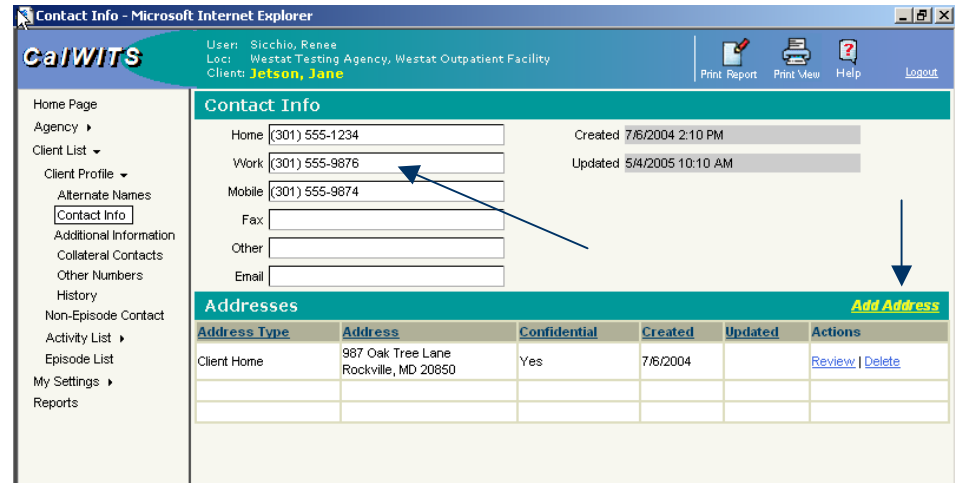 Contact Info - Microsoft Internet Explorer
CalWITS
User: Sicchio, Renee
Loc: Westat Testing Agency, Westat Outpatient Facility
Client: Jetson, Jane
Print Report Print View Help Logout
Home Page
Agency
Client List
Client Profile
Alternate Names
Contact Info
Additional Information
Collateral Contacts
Other Numbers
History
Non-Episode Contact
Activity List
Episode List
My Settings
Reports
Contact Info
Home (301) 555-1234
Work (301) 555-9876
Mobile (301) 555-9874
Fax
Other
Email
Created 7/6/2004 2:10 PM
Updated 5/4/2005 10:10 AM
Addresses Add Address
Address Type Address Confidential Created Updated Actions
Client Home 987 Oak Tree Lane Yes 7/6/2004 Review | Delete
Rockville, MD 20850